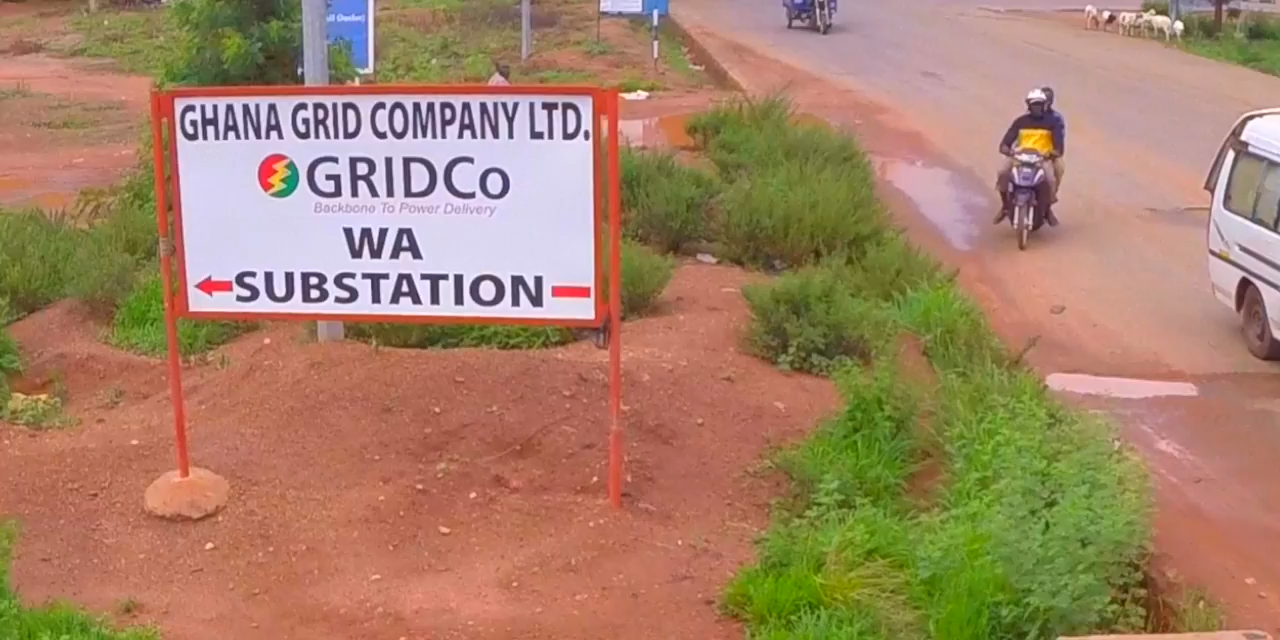 GHANA GRID COMPANY LTD.
GRIDCo
Backbone To Power Delivery
WA
SUBSTATION